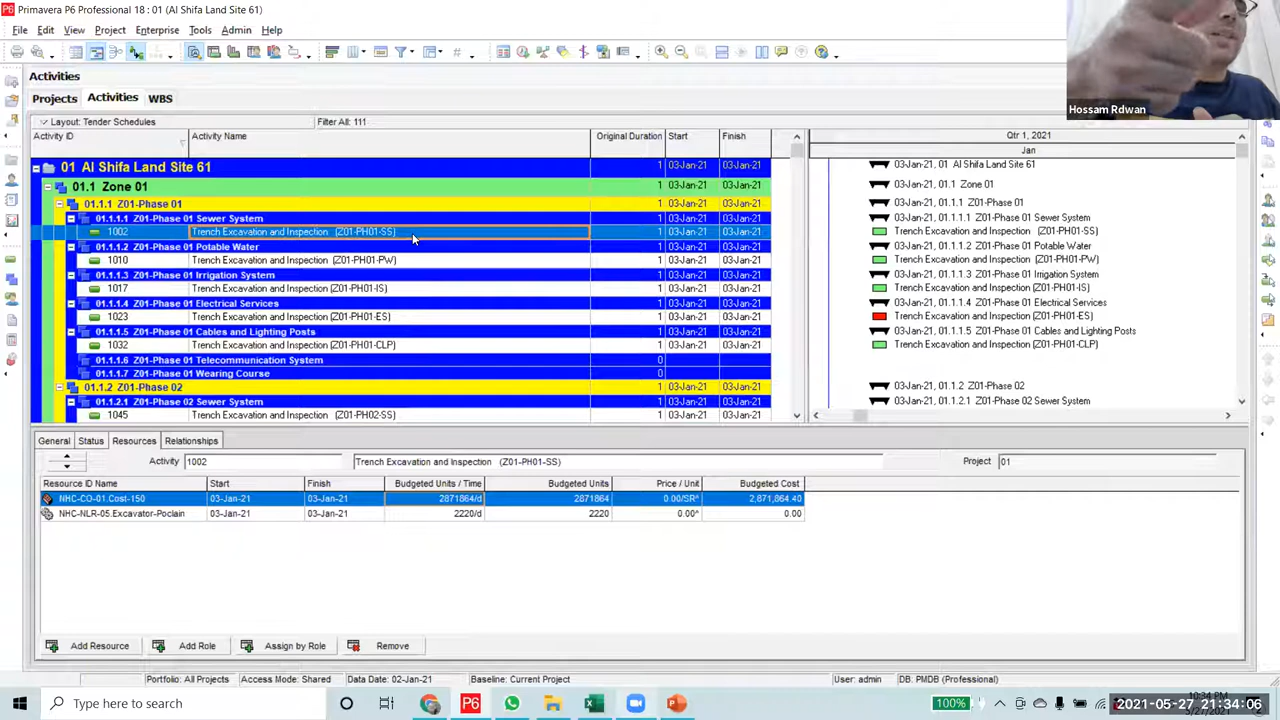 Primavera P6 Professional 18 : 01 (Al Shifa Land Site 61)
File Edit View Project Enterprise Tools Admin Help
Hossam Rdwan
Activities
Projects Activities WBS
Layout: Tender Schedules Filter All: 111
Activity ID Activity Name Original Duration Start Finish Qtr 1, 2021
Jan
01 Al Shifa Land Site 61 1 03-Jan-21 03-Jan-21 03-Jan-21, 01 Al Shifa Land Site 61
01.1 Zone 01 1 03-Jan-21 03-Jan-21 03-Jan-21, 01.1 Zone 01
01.1.1 Z01-Phase 01 1 03-Jan-21 03-Jan-21 03-Jan-21, 01.1.1 Z01-Phase 01
01.1.1.1 Z01-Phase 01 Sewer System 1 03-Jan-21 03-Jan-21 03-Jan-21, 01.1.1.1 Z01-Phase 01 Sewer System
1002 Trench Excavation and Inspection (Z01-PH01-SS) 1 03-Jan-21 03-Jan-21 Trench Excavation and Inspection (Z01-PH01-SS)
01.1.1.2 Z01-Phase 01 Potable Water 1 03-Jan-21 03-Jan-21 03-Jan-21, 01.1.1.2 Z01-Phase 01 Potable Water
1010 Trench Excavation and Inspection (Z01-PH01-PW) 1 03-Jan-21 03-Jan-21 Trench Excavation and Inspection (Z01-PH01-PW)
01.1.1.3 Z01-Phase 01 Irrigation System 1 03-Jan-21 03-Jan-21 03-Jan-21, 01.1.1.3 Z01-Phase 01 Irrigation System
1017 Trench Excavation and Inspection (Z01-PH01-IS) 1 03-Jan-21 03-Jan-21 Trench Excavation and Inspection (Z01-PH01-IS)
01.1.1.4 Z01-Phase 01 Electrical Services 1 03-Jan-21 03-Jan-21 03-Jan-21, 01.1.1.4 Z01-Phase 01 Electrical Services
1023 Trench Excavation and Inspection (Z01-PH01-ES) 1 03-Jan-21 03-Jan-21 Trench Excavation and Inspection (Z01-PH01-ES)
01.1.1.5 Z01-Phase 01 Cables and Lighting Posts 1 03-Jan-21 03-Jan-21 03-Jan-21, 01.1.1.5 Z01-Phase 01 Cables and Lighting Posts
1032 Trench Excavation and Inspection (Z01-PH01-CLP) 1 03-Jan-21 03-Jan-21 Trench Excavation and Inspection (Z01-PH01-CLP)
01.1.1.6 Z01-Phase 01 Telecommunication System 0
01.1.1.7 Z01-Phase 01 Wearing Course 0
01.1.2 Z01-Phase 02 1 03-Jan-21 03-Jan-21 03-Jan-21, 01.1.2 Z01-Phase 02
01.1.2.1 Z01-Phase 02 Sewer System 1 03-Jan-21 03-Jan-21 03-Jan-21, 01.1.2.1 Z01-Phase 02 Sewer System
1045 Trench Excavation and Inspection (Z01-PH02-SS) 1 03-Jan-21 03-Jan-21
General Status Resources Relationships
Activity 1002 Trench Excavation and Inspection (Z01-PH01-SS) Project 01
Resource ID Name Start Finish Budgeted Units / Time Budgeted Units Price / Unit Budgeted Cost
NHC-CO-01.Cost-150 03-Jan-21 03-Jan-21 2871864/d 2871864 0.00/SR^ 2,871,864.40
NHC-NLR-05.Excavator-Poclain 03-Jan-21 03-Jan-21 2220/d 2220 0.00^ 0.00
Add Resource Add Role Assign by Role Remove
Portfolio: All Projects Access Mode: Shared Data Date: 02-Jan-21 Baseline: Current Project User: admin DB: PMDB (Professional)
Type here to search 100% 2021-05-27 21:34:06